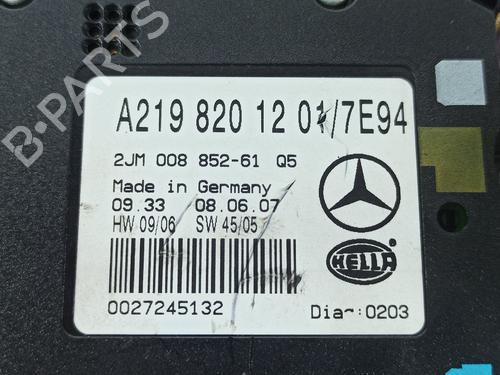 B-PARTS
A219 820 12 01/7E94
2JM 008 852-61 Q5
Made in Germany
09.33 08.06.07
HW 09/06 SW 45/05
HELLA
0027245132
Diag:0203